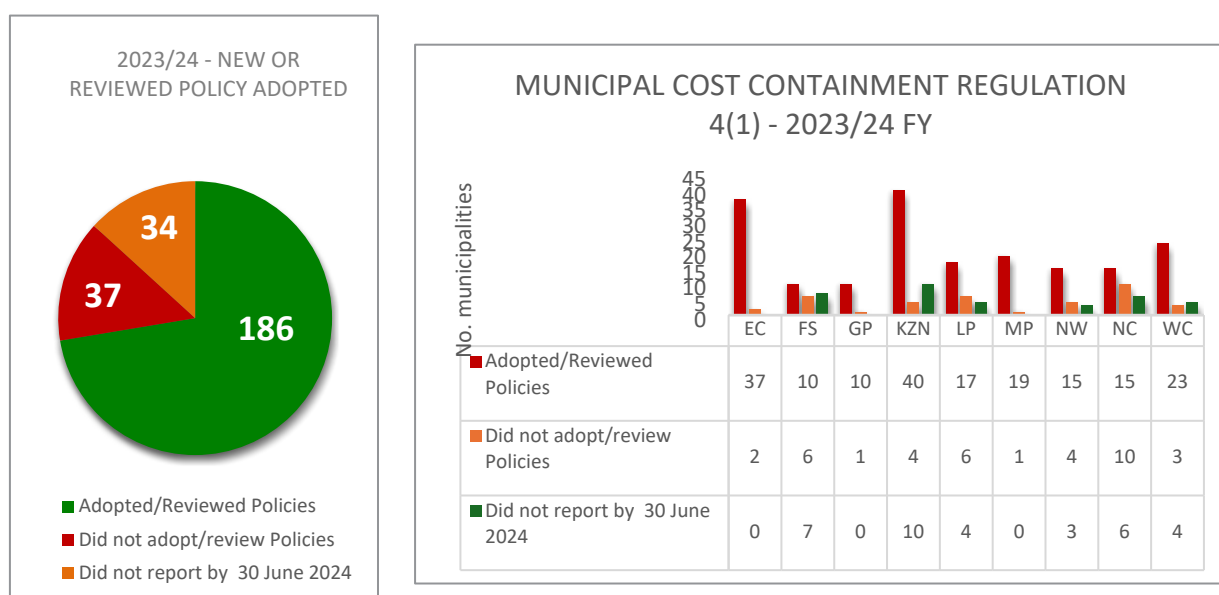 2023/24 - NEW OR
REVIEWED POLICY ADOPTED
34
37
186
Adopted/Reviewed Policies
Did not adopt/review Policies
Did not report by 30 June 2024
MUNICIPAL COST CONTAINMENT REGULATION
4(1) - 2023/24 FY
No. municipalities
45
40
35
30
25
20
15
10
5
0
EC FS GP KZN LP MP NW NC WC
Adopted/Reviewed
Policies
37 10 10 40 17 19 15 15 23
Did not adopt/review
Policies
2 6 1 4 6 1 4 10 3
Did not report by 30 June
2024
0 7 0 10 4 0 3 6 4